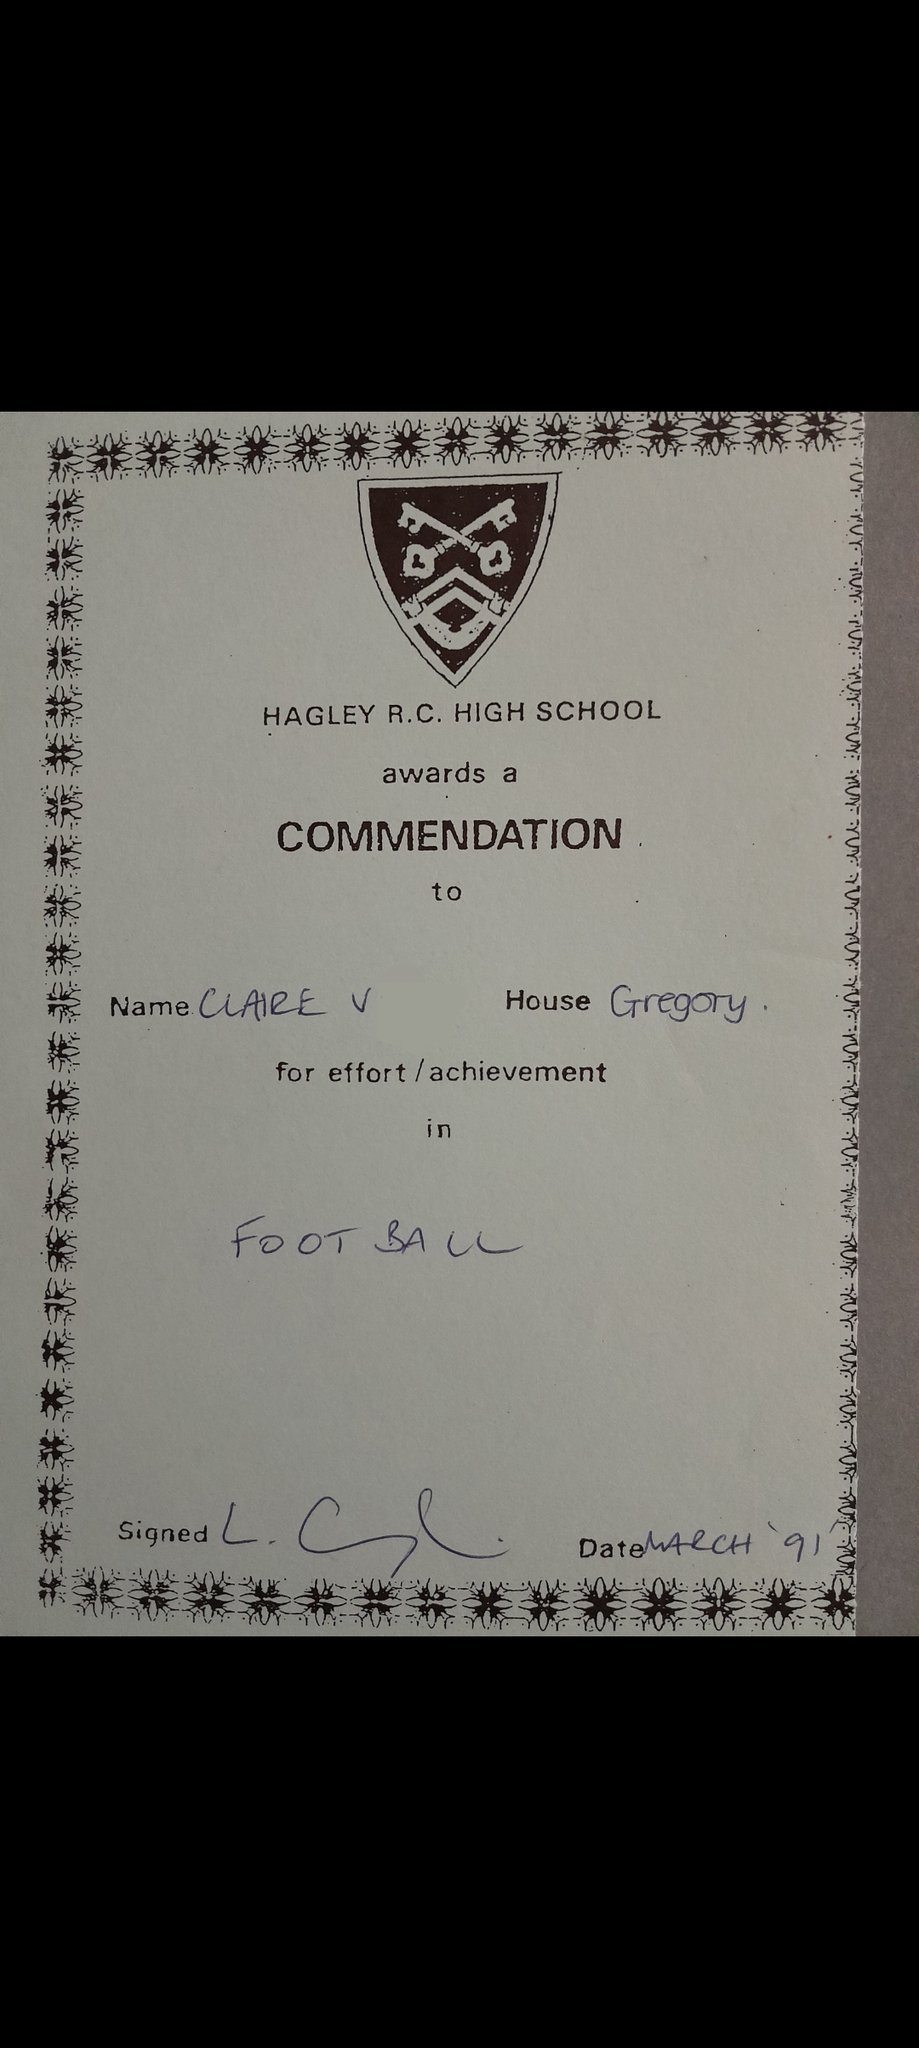 HAGLEY R.C. HIGH SCHOOL
awards a
COMMENDATION
to
Name CLAIRE V House Gregory.
for effort/achievement
in
FOOTBALL
Signed L.
Date MARCH '91